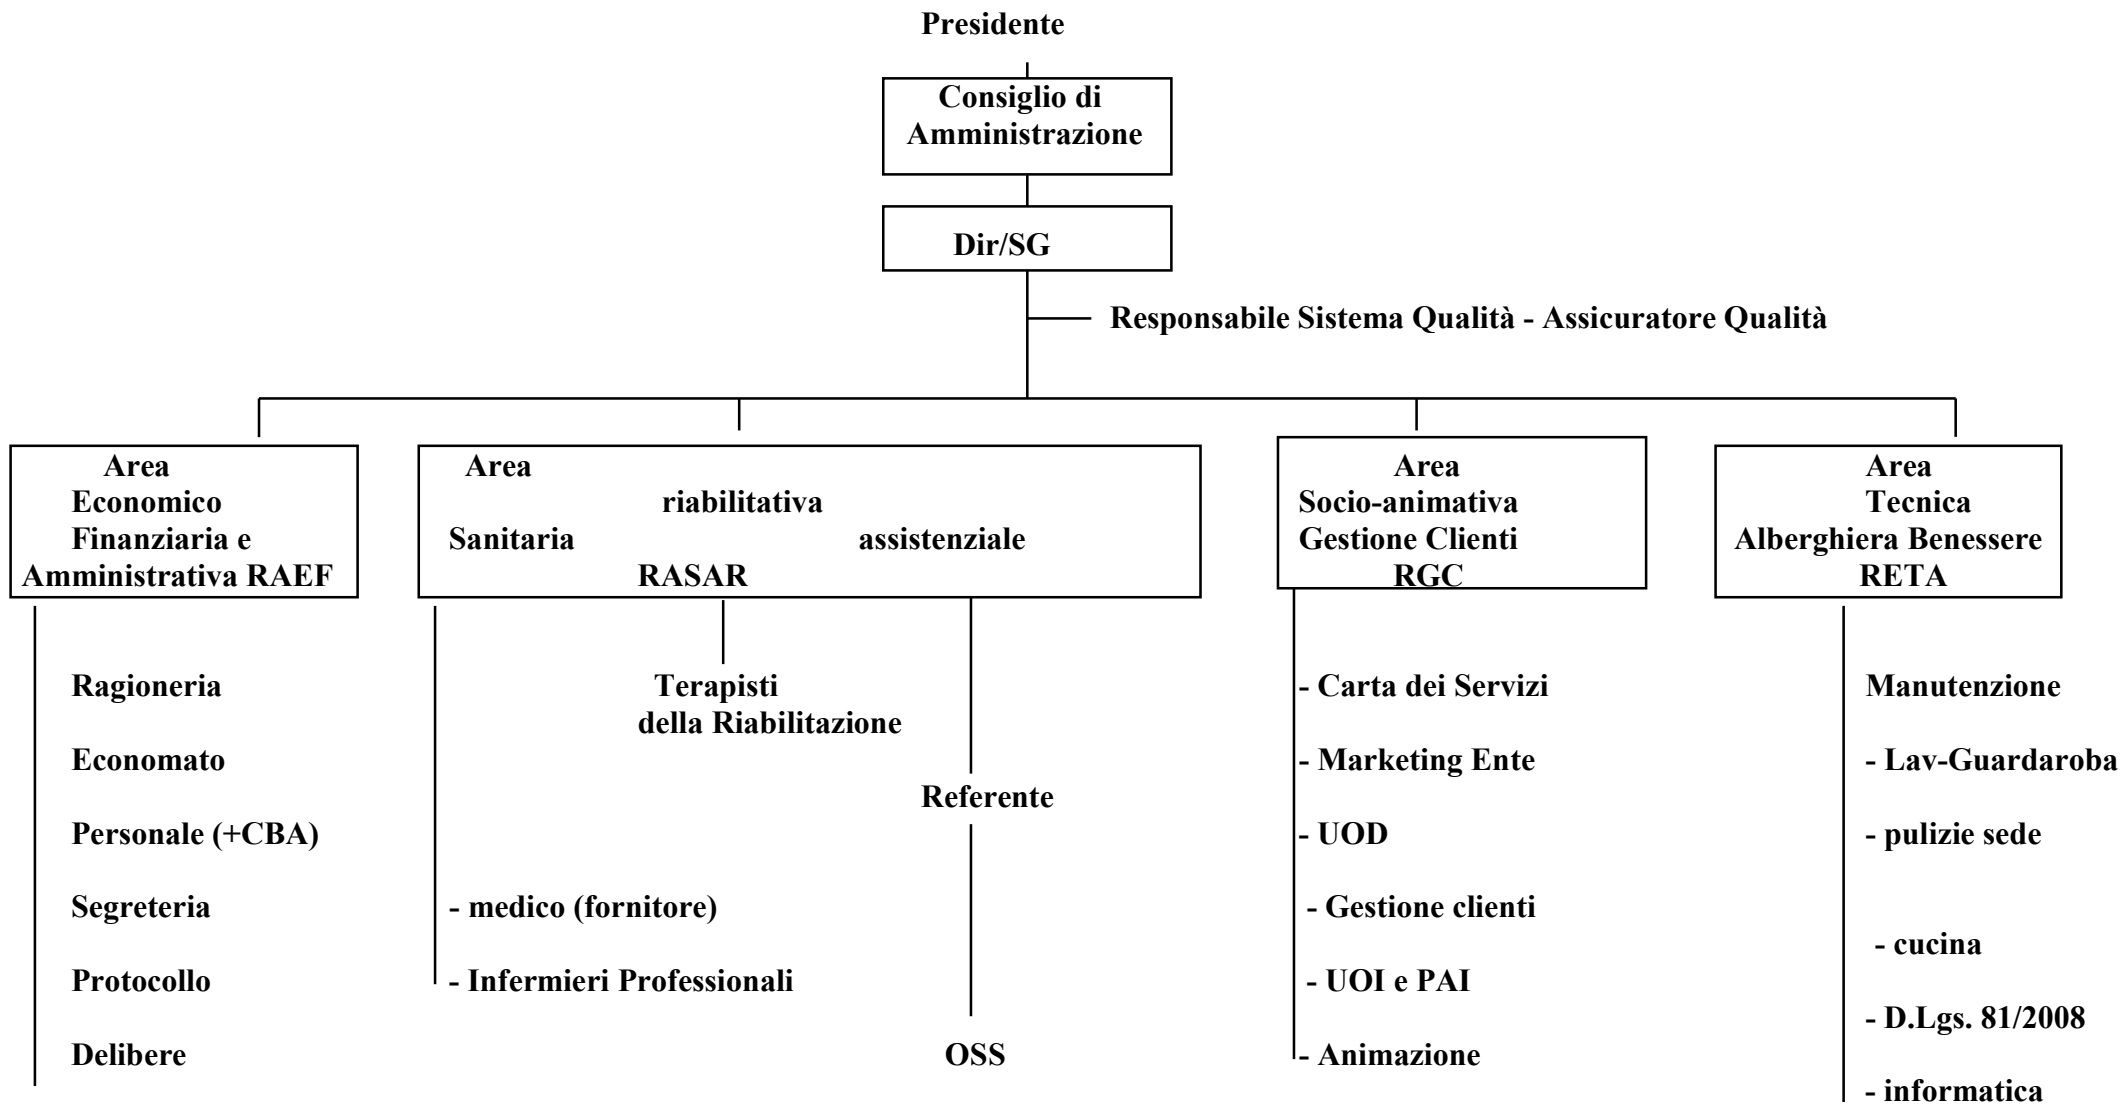 Presidente
Consiglio di
Amministrazione
Dir/SG
Responsabile Sistema Qualità - Assicuratore Qualità
Area
Economico
Finanziaria e
Amministrativa RAEF
Area
riabilitativa
Sanitaria assistenziale
RASAR
Area
Socio-animativa
Gestione Clienti
RGC
Area
Tecnica
Alberghiera Benessere
RETA
Ragioneria
Economato
Personale (+CBA)
Segreteria
Protocollo
Delibere
- medico (fornitore)
- Infermieri Professionali
Terapisti
della Riabilitazione
Referente
OSS
- Carta dei Servizi
- Marketing Ente
- UOD
- Gestione clienti
- UOI e PAI
- Animazione
Manutenzione
- Lav-Guardaroba
- pulizie sede
- cucina
- D.Lgs. 81/2008
- informatica